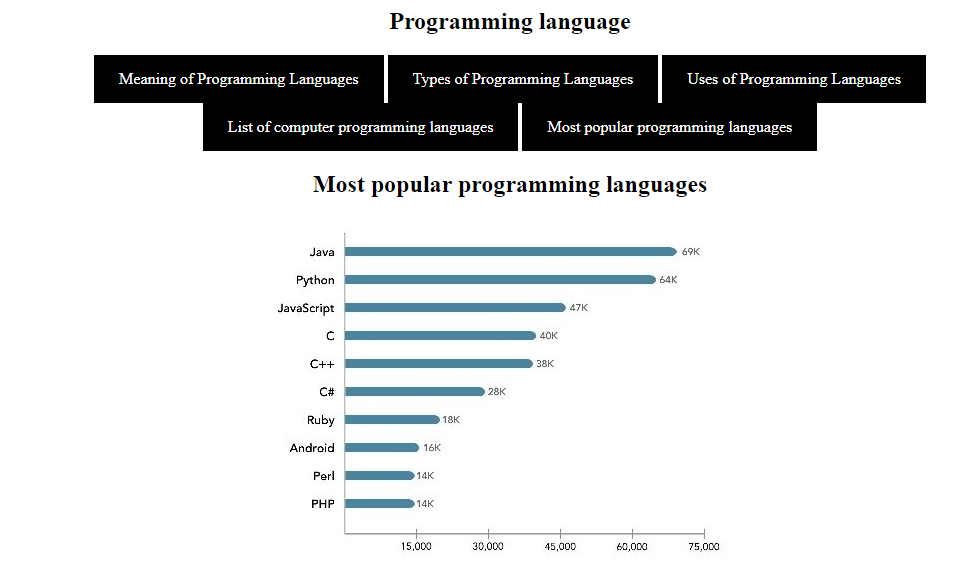 Programming language
Meaning of Programming Languages
Types of Programming Languages
Uses of Programming Languages
List of computer programming languages
Most popular programming languages
Most popular programming languages
Java 69K
Python 64K
JavaScript 47K
C 40K
C++ 38K
C# 28K
Ruby 18K
Android 16K
Perl 14K
PHP 14K
15,000 30,000 45,000 60,000 75,000